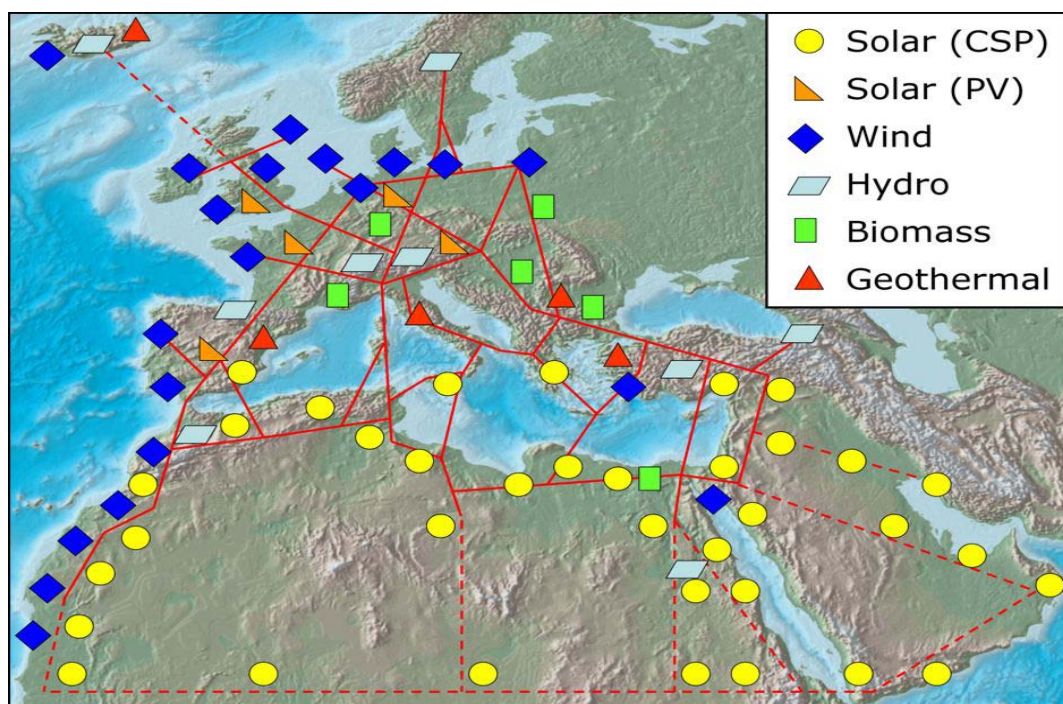 Solar (CSP)
Solar (PV)
Wind
Hydro
Biomass
Geothermal